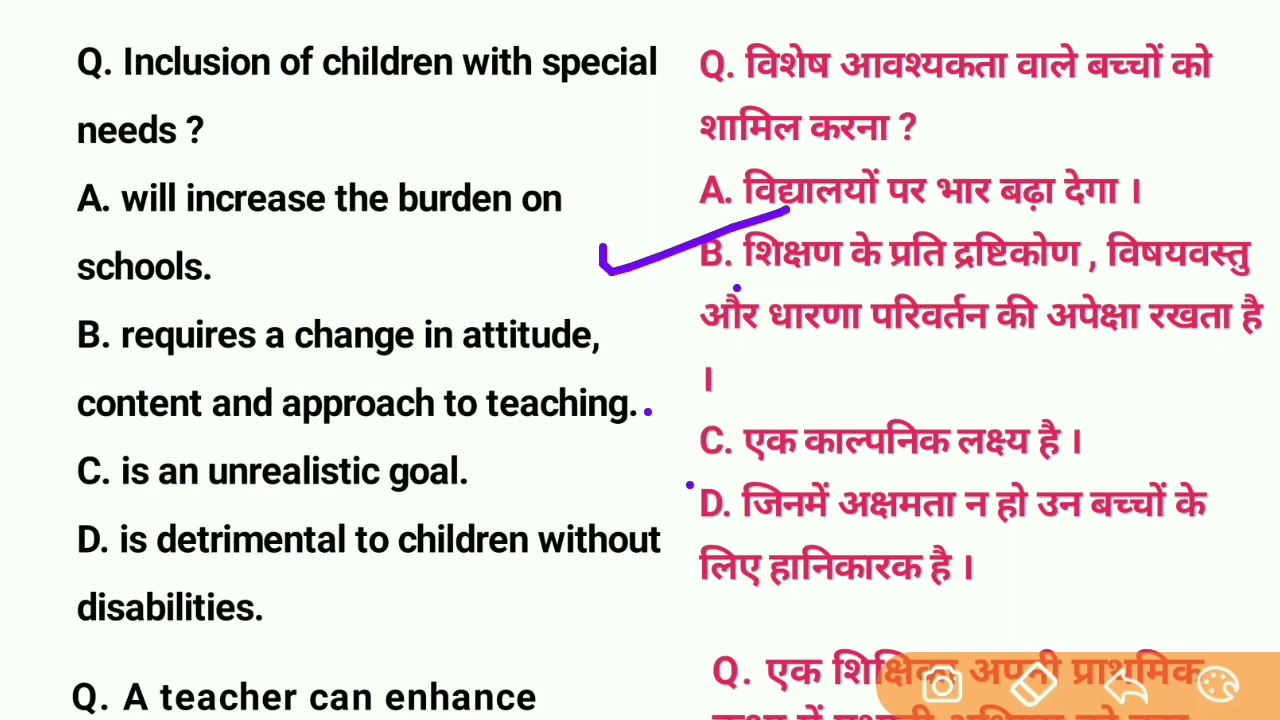 Q. Inclusion of children with special
needs ?
A. will increase the burden on
schools.
B. requires a change in attitude,
content and approach to teaching.
C. is an unrealistic goal.
D. is detrimental to children without
disabilities.
Q. A teacher can enhance
Q. विशेष आवश्यकता वाले बच्चों को
शामिल करना ?
A. विद्यालयों पर भार बढ़ा देगा ।
B. शिक्षण के प्रति द्रष्टिकोण , विषयवस्तु
और धारणा परिवर्तन की अपेक्षा रखता है
।
C. एक काल्पनिक लक्ष्य है ।
D. जिनमें अक्षमता न हो उन बच्चों के
लिए हानिकारक है ।
Q. एक शिक्षिका अपनी प्राथमिक